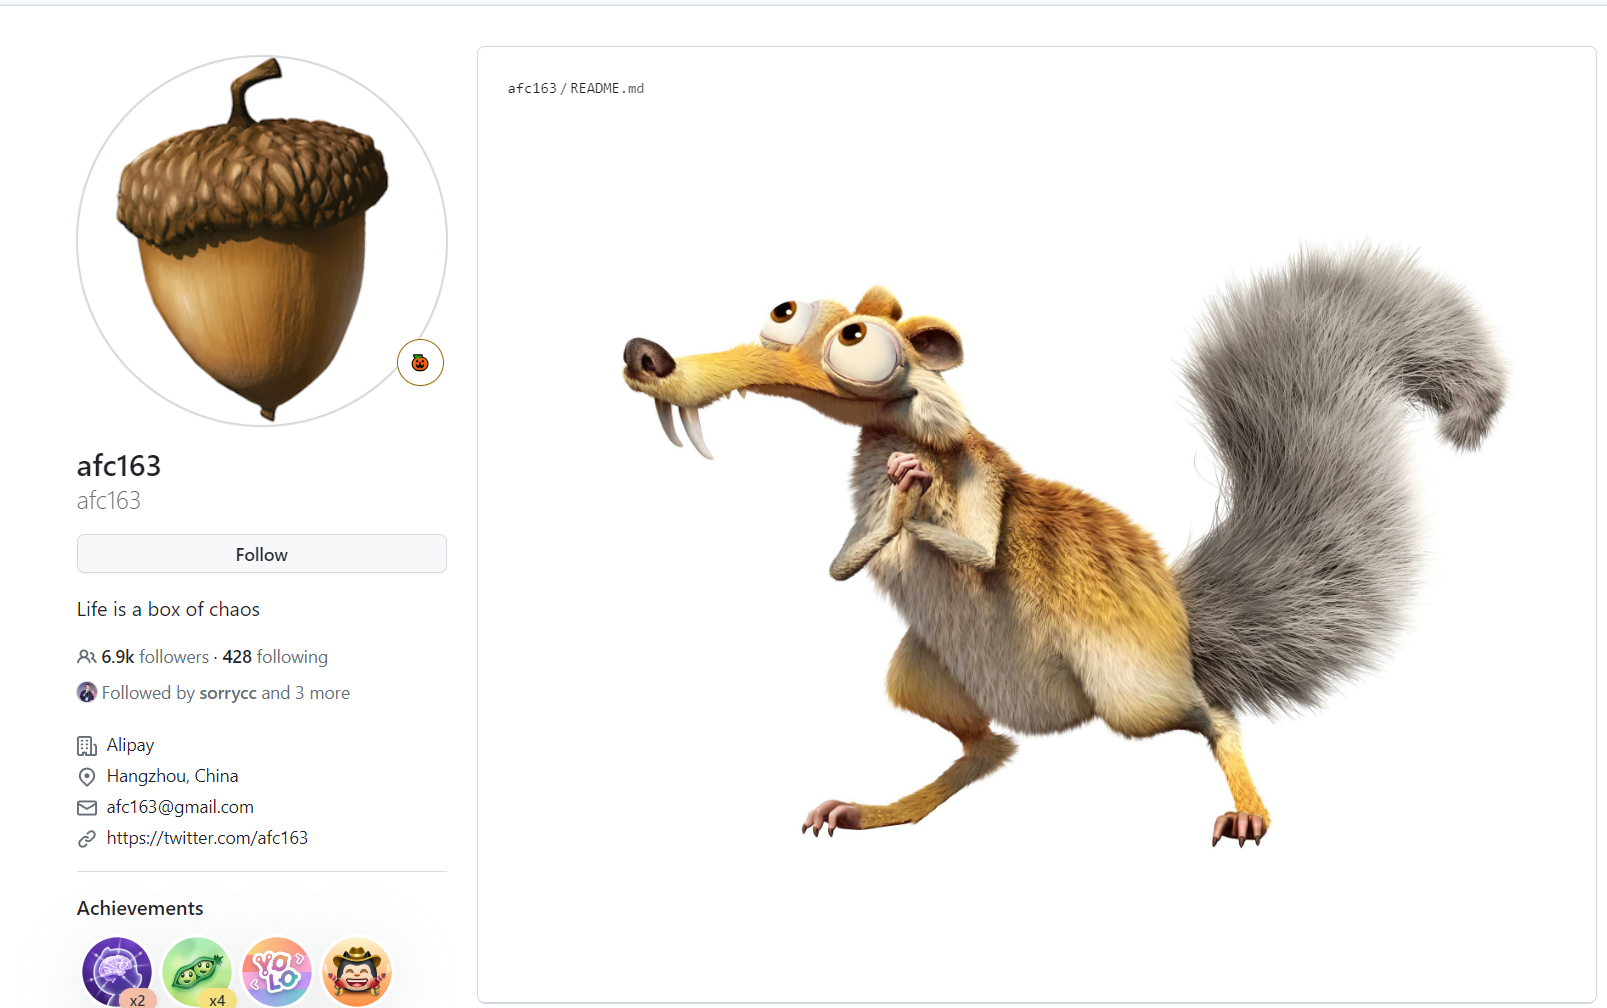 afc163/README.md
afc163
afc163
Follow
Life is a box of chaos
6.9k followers · 428 following
Followed by sorrycc and 3 more
Alipay
Hangzhou, China
afc163@gmail.com
https://twitter.com/afc163
Achievements
YOLO
x2
x4